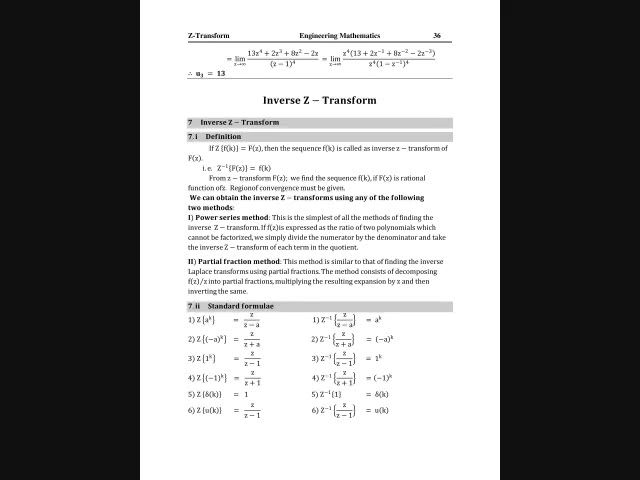 Z-Transform Engineering Mathematics 36
= lim z→∞ 13z⁴ + 2z³ + 8z² − 2z / (z − 1)⁴ = lim z→∞ z⁴(13 + 2z⁻¹ + 8z⁻² − 2z⁻³) / z⁴(1 − z⁻¹)⁴
∴ u₃ = 13
Inverse Z − Transform
7 Inverse Z − Transform
7.i Definition
If Z {f(k)} = F(z), then the sequence f(k) is called as inverse z − transform of
F(z).
i. e. Z⁻¹{F(z)} = f(k)
From z − transform F(z); we find the sequence f(k), if F(z) is rational
function ofz. Regionof convergence must be given.
We can obtain the inverse Z − transforms using any of the following
two methods:
I) Power series method: This is the simplest of all the methods of finding the
inverse Z − transform. If f(z)is expressed as the ratio of two polynomials which
cannot be factorized, we simply divide the numerator by the denominator and take
the inverse Z − transform of each term in the quotient.
II) Partial fraction method: This method is similar to that of finding the inverse
Laplace transforms using partial fractions. The method consists of decomposing
f(z)/z into partial fractions, multiplying the resulting expansion by z and then
inverting the same.
7.ii Standard formulae
1) Z {aᵏ} = z / z − a 1) Z⁻¹ {z / z − a} = aᵏ
2) Z {(−a)ᵏ} = z / z + a 2) Z⁻¹ {z / z + a} = (−a)ᵏ
3) Z {1ᵏ} = z / z − 1 3) Z⁻¹ {z / z − 1} = 1ᵏ
4) Z {(−1)ᵏ} = z / z + 1 4) Z⁻¹ {z / z + 1} = (−1)ᵏ
5) Z {δ(k)} = 1 5) Z⁻¹{1} = δ(k)
6) Z {u(k)} = z / z − 1 6) Z⁻¹ {z / z − 1} = u(k)